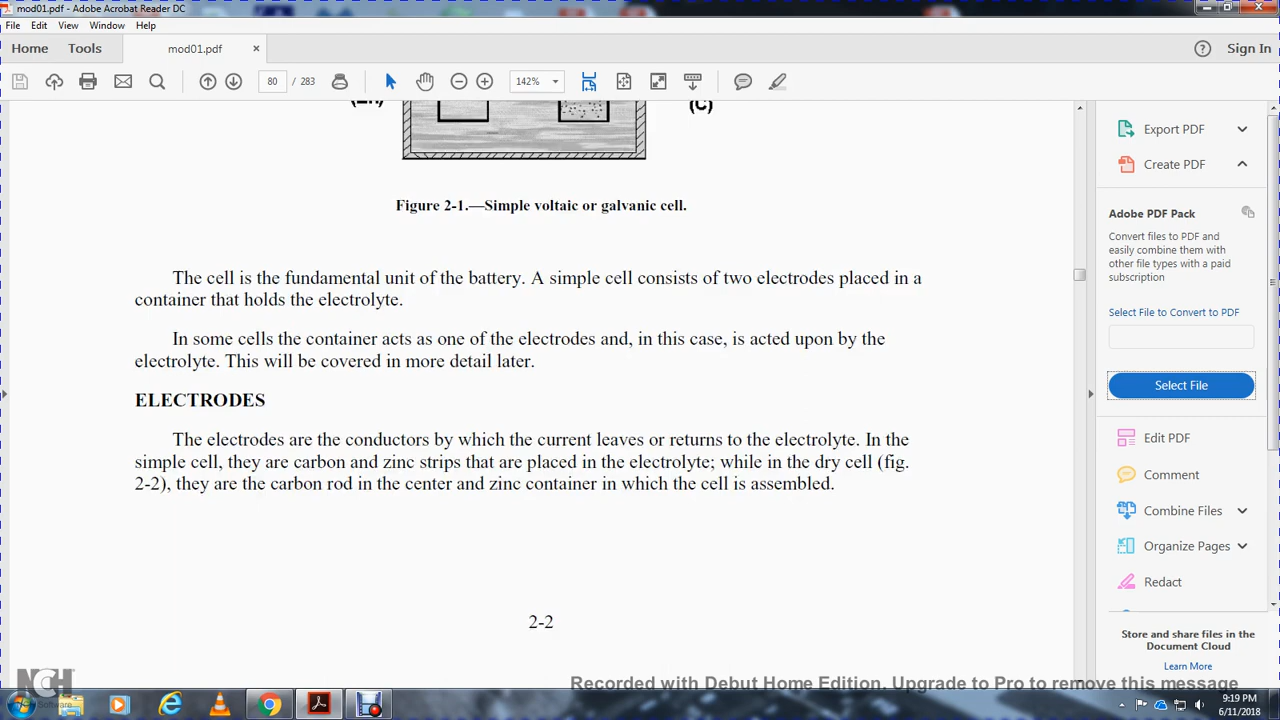 mod01.pdf - Adobe Acrobat Reader DC
File Edit View Window Help
Home Tools mod01.pdf × Sign In
80 / 283 142%
(Zn) (C)
Figure 2-1.—Simple voltaic or galvanic cell.
The cell is the fundamental unit of the battery. A simple cell consists of two electrodes placed in a
container that holds the electrolyte.
In some cells the container acts as one of the electrodes and, in this case, is acted upon by the
electrolyte. This will be covered in more detail later.
ELECTRODES
The electrodes are the conductors by which the current leaves or returns to the electrolyte. In the
simple cell, they are carbon and zinc strips that are placed in the electrolyte; while in the dry cell (fig.
2-2), they are the carbon rod in the center and zinc container in which the cell is assembled.
2-2
Export PDF
Create PDF
Adobe PDF Pack
Convert files to PDF and
easily combine them with
other file types with a paid
subscription
Select File to Convert to PDF
Select File
Edit PDF
Comment
Combine Files
Organize Pages
Redact
Store and share files in the
Document Cloud
Learn More
NCH
Software
Recorded with Debut Home Edition. Upgrade to Pro to remove this message
9:19 PM
6/11/2018